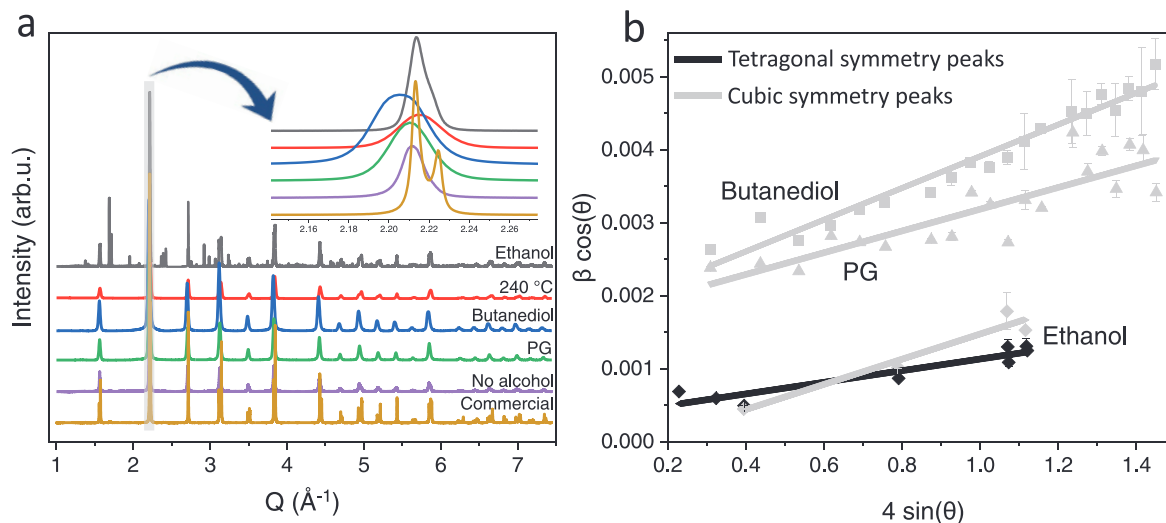 a
Intensity (arb.u.)
2.16 2.18 2.20 2.22 2.24 2.26
Ethanol
240 °C
Butanediol
PG
No alcohol
Commercial
1 2 3 4 5 6 7
Q (Å⁻¹)
b
Tetragonal symmetry peaks
Cubic symmetry peaks
β cos(θ)
0.005
0.004
0.003
0.002
0.001
0.000
Butanediol
PG
Ethanol
0.2 0.4 0.6 0.8 1.0 1.2 1.4
4 sin(θ)